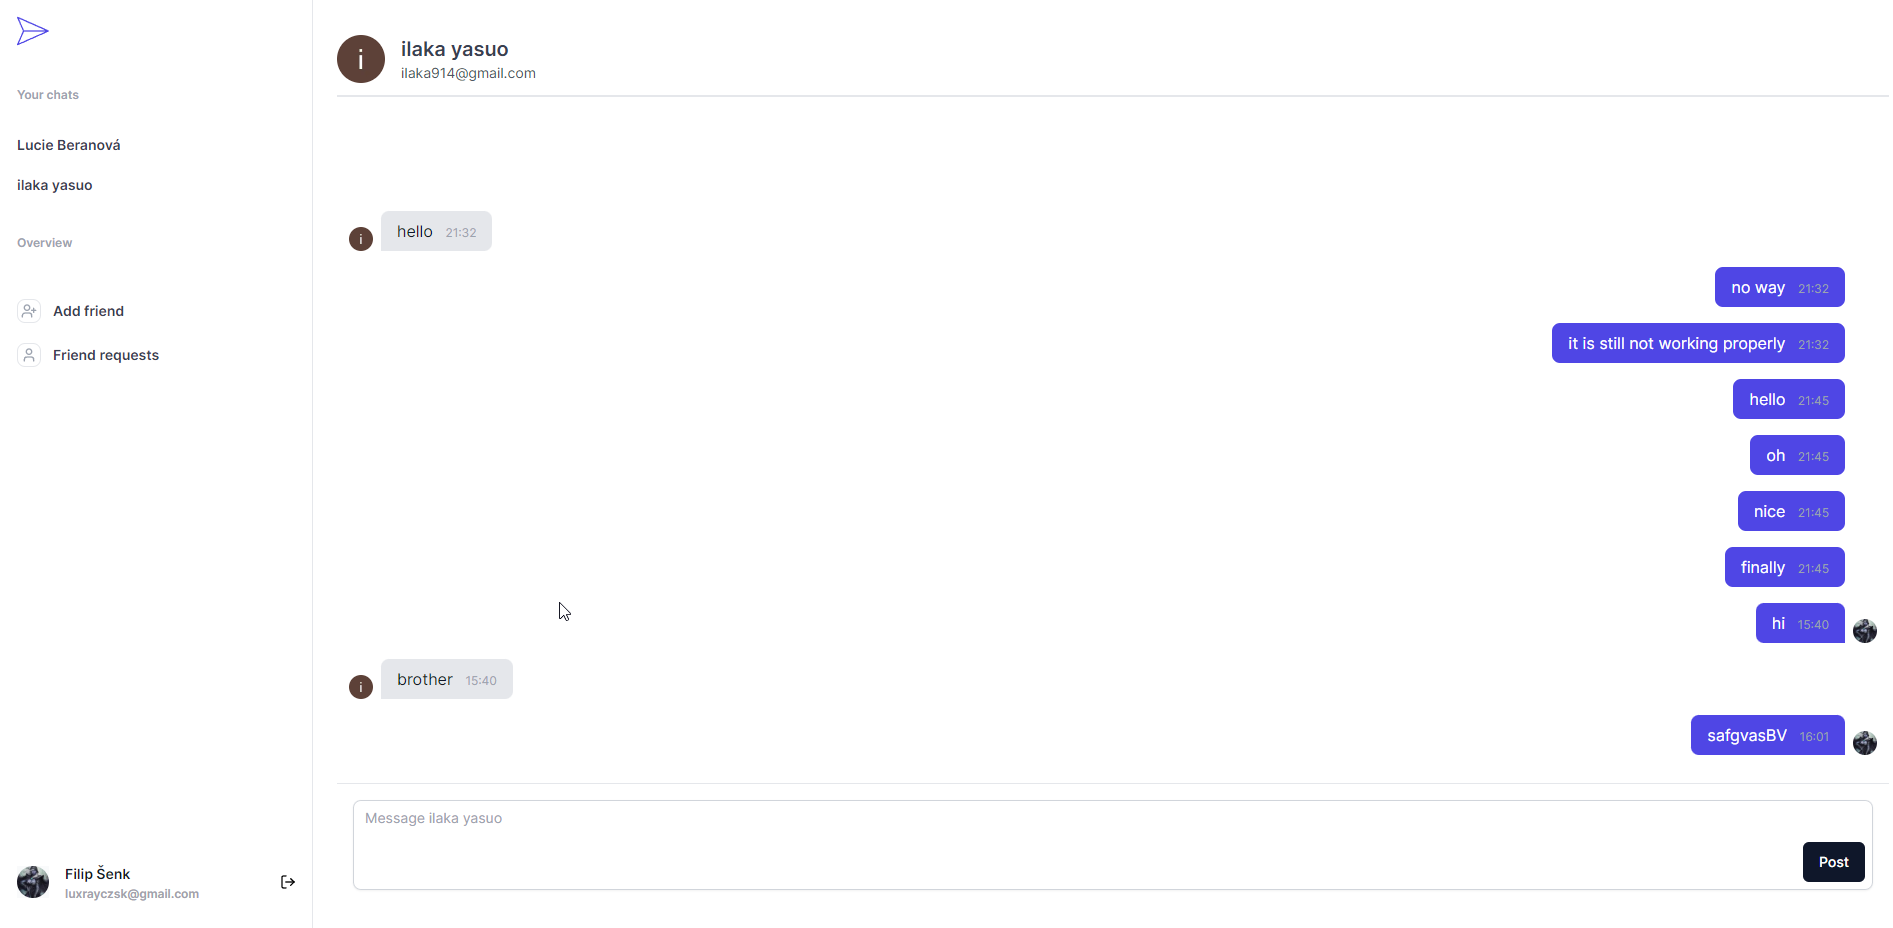 Your chats
Lucie Beranová
ilaka yasuo
Overview
Add friend
Friend requests
Filip Šenk
luxrayczsk@gmail.com
i
ilaka yasuo
ilaka914@gmail.com
i
hello 21:32
no way 21:32
it is still not working properly 21:32
hello 21:45
oh 21:45
nice 21:45
finally 21:45
hi 15:40
i
brother 15:40
safgvasBV 16:01
Message ilaka yasuo
Post